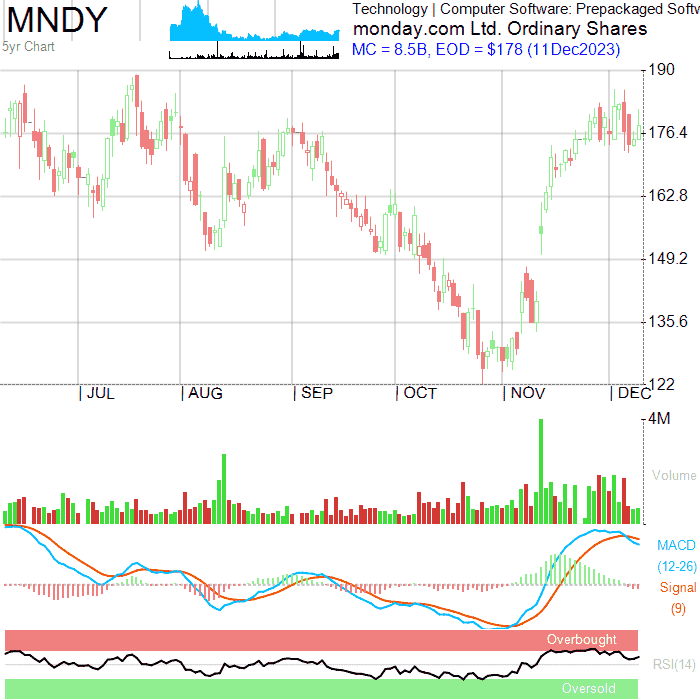 MNDY
5yr Chart
Technology | Computer Software: Prepackaged Softw
monday.com Ltd. Ordinary Shares
MC = 8.5B, EOD = $178 (11Dec2023)
190
176.4
162.8
149.2
135.6
122
| JUL | AUG | SEP | OCT | NOV | DEC
4M
Volume
MACD
(12-26)
Signal
(9)
Overbought
RSI(14)
Oversold